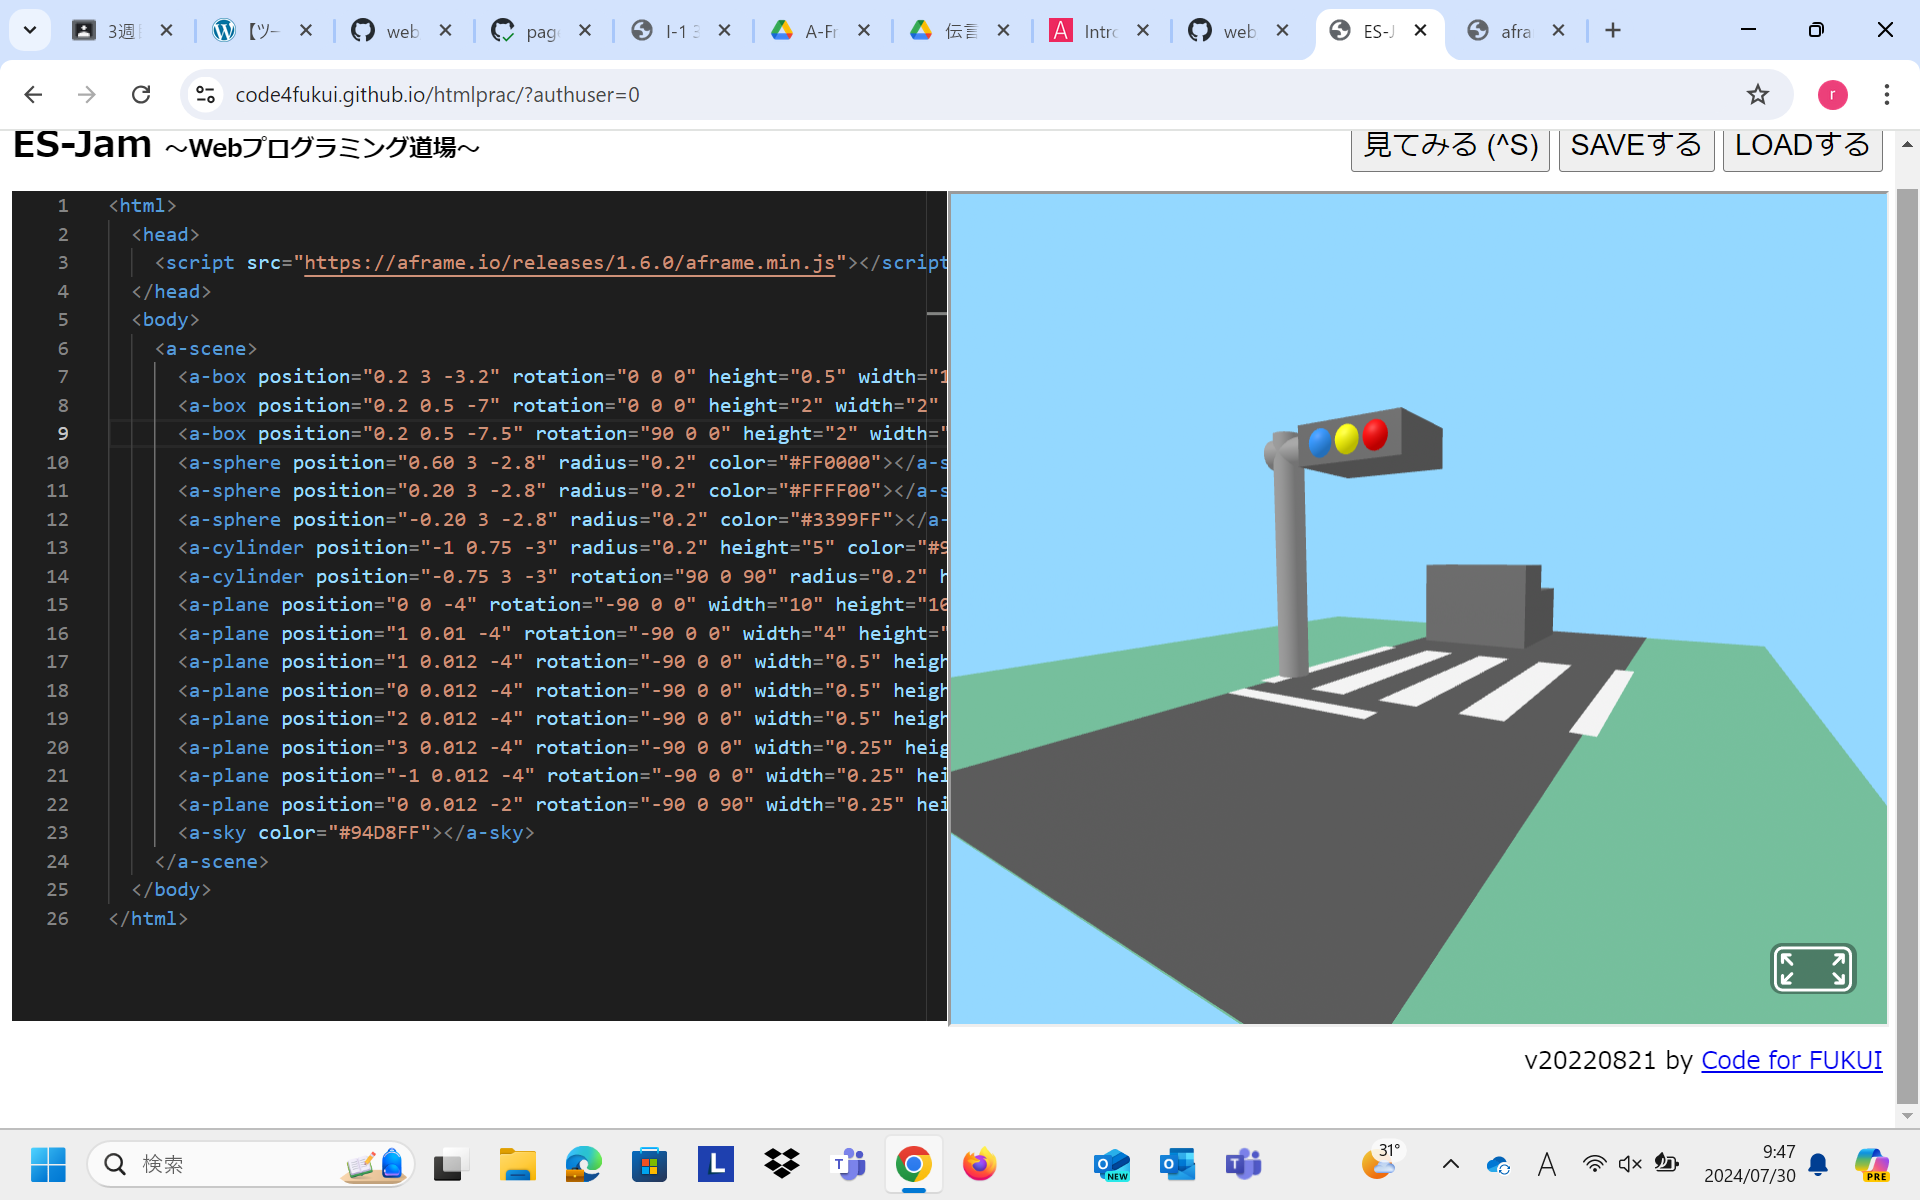 3週
【ツー
web
page
I-1 3
A-Fr
伝言
Intro
web
ES-J
afra
code4fukui.github.io/htmlprac/?authuser=0
r
ES-Jam ～Webプログラミング道場～
見てみる (^S)
SAVEする
LOADする
1 <html>
2 <head>
3 <script src="https://aframe.io/releases/1.6.0/aframe.min.js"></script
4 </head>
5 <body>
6 <a-scene>
7 <a-box position="0.2 3 -3.2" rotation="0 0 0" height="0.5" width="1
8 <a-box position="0.2 0.5 -7" rotation="0 0 0" height="2" width="2"
9 <a-box position="0.2 0.5 -7.5" rotation="90 0 0" height="2" width="
10 <a-sphere position="0.60 3 -2.8" radius="0.2" color="#FF0000"></a-s
11 <a-sphere position="0.20 3 -2.8" radius="0.2" color="#FFFF00"></a-s
12 <a-sphere position="-0.20 3 -2.8" radius="0.2" color="#3399FF"></a-
13 <a-cylinder position="-1 0.75 -3" radius="0.2" height="5" color="#9
14 <a-cylinder position="-0.75 3 -3" rotation="90 0 90" radius="0.2" h
15 <a-plane position="0 0 -4" rotation="-90 0 0" width="10" height="10
16 <a-plane position="1 0.01 -4" rotation="-90 0 0" width="4" height="
17 <a-plane position="1 0.012 -4" rotation="-90 0 0" width="0.5" heigh
18 <a-plane position="0 0.012 -4" rotation="-90 0 0" width="0.5" heigh
19 <a-plane position="2 0.012 -4" rotation="-90 0 0" width="0.5" heigh
20 <a-plane position="3 0.012 -4" rotation="-90 0 0" width="0.25" heig
21 <a-plane position="-1 0.012 -4" rotation="-90 0 0" width="0.25" hei
22 <a-plane position="0 0.012 -2" rotation="-90 0 90" width="0.25" hei
23 <a-sky color="#94D8FF"></a-sky>
24 </a-scene>
25 </body>
26 </html>
v20220821 by Code for FUKUI
検索
L
NEW
31°
A
9:47
2024/07/30
PRE